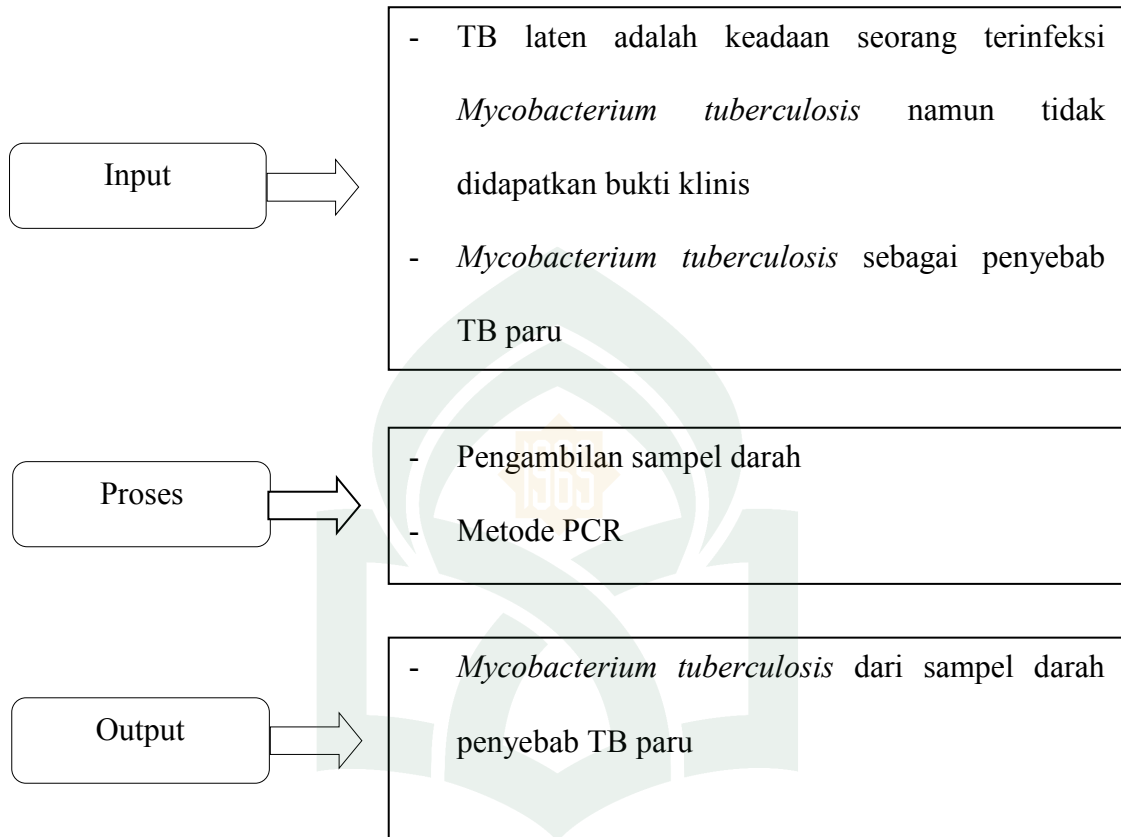 - TB laten adalah keadaan seorang terinfeksi
Mycobacterium tuberculosis namun tidak
didapatkan bukti klinis
Input
- Mycobacterium tuberculosis sebagai penyebab
TB paru
- Pengambilan sampel darah
Proses
- Metode PCR
1965
- Mycobacterium tuberculosis dari sampel darah
penyebab TB paru
Output